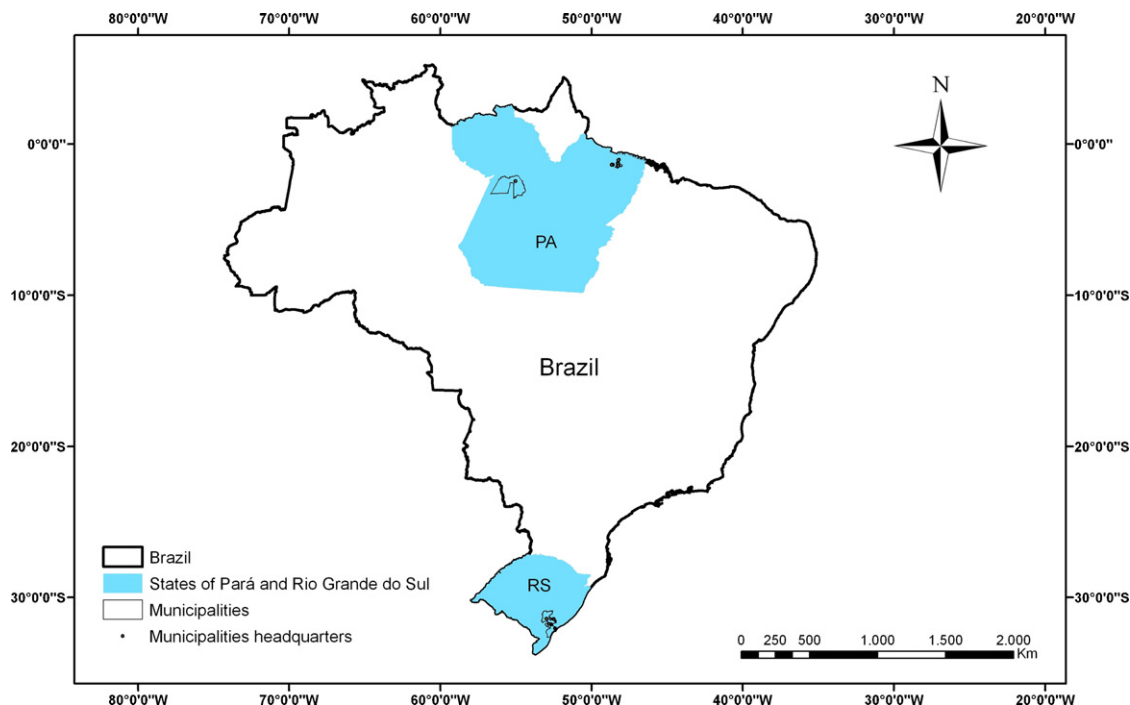 80°0'0"W 70°0'0"W 60°0'0"W 50°0'0"W 40°0'0"W 30°0'0"W 20°0'0"W
N
0°0'0" 0°0'0"
PA
10°0'0"S 10°0'0"S
Brazil
20°0'0"S 20°0'0"S
Brazil
States of Pará and Rio Grande do Sul
RS
30°0'0"S 30°0'0"S
Municipalities
Municipalities headquarters
0 250 500 1.000 1.500 2.000
Km
80°0'0"W 70°0'0"W 60°0'0"W 50°0'0"W 40°0'0"W 30°0'0"W 20°0'0"W